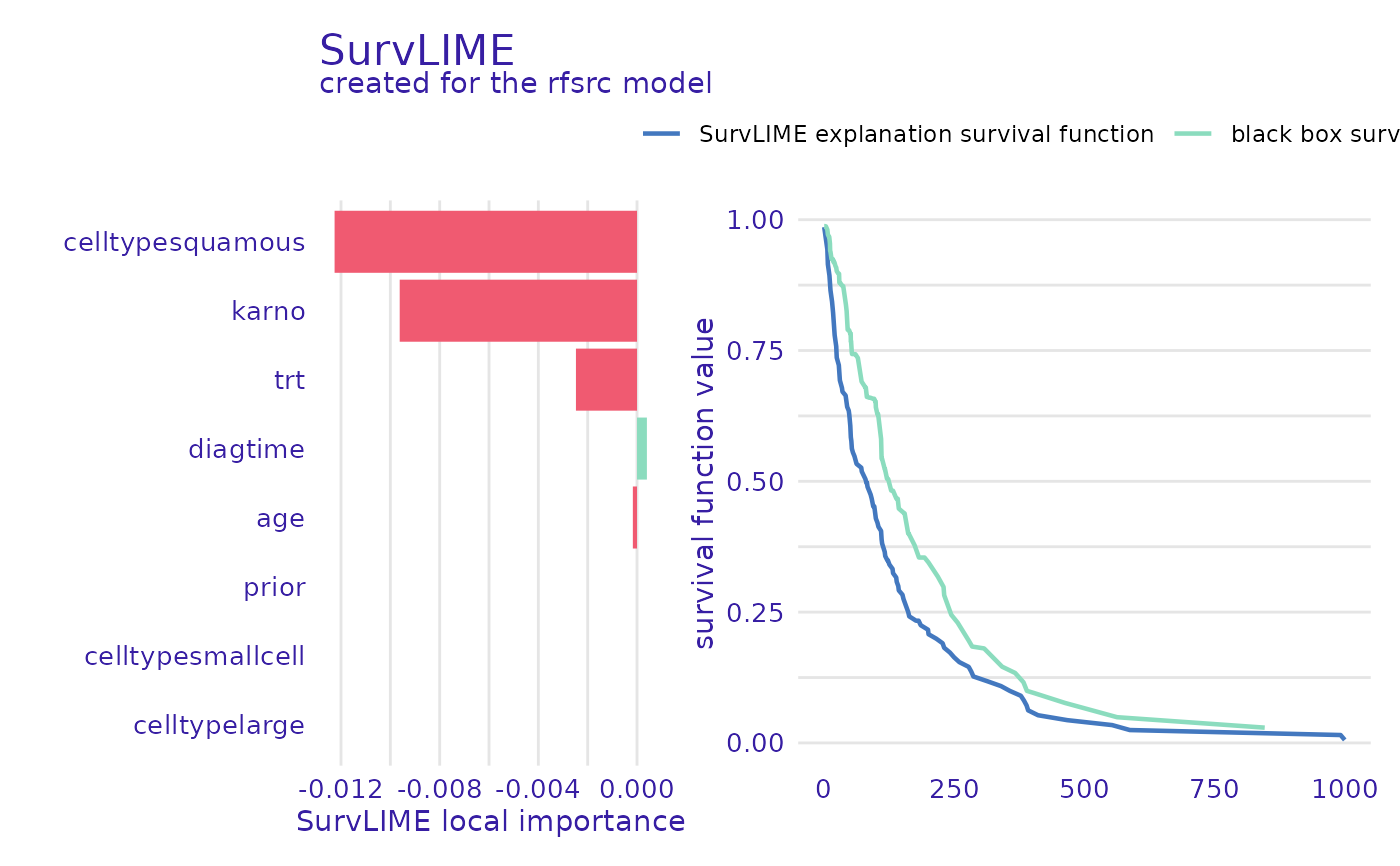 SurvLIME
created for the rfsrc model
SurvLIME explanation survival function black box surv
celltypesquamous
karno
trt
diagtime
age
prior
celltypesmallcell
celltypelarge
-0.012 -0.008 -0.004 0.000
SurvLIME local importance
survival function value
1.00
0.75
0.50
0.25
0.00
0 250 500 750 1000